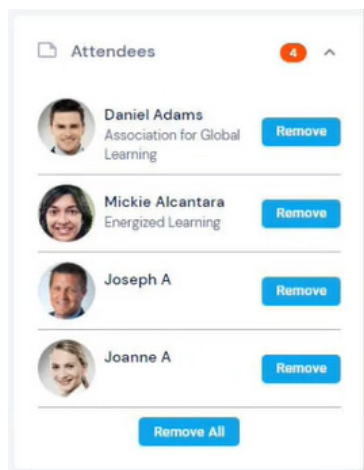 Attendees
4
Daniel Adams
Association for Global
Learning
Remove
Mickie Alcantara
Energized Learning
Remove
Joseph A
Remove
Joanne A
Remove
Remove All